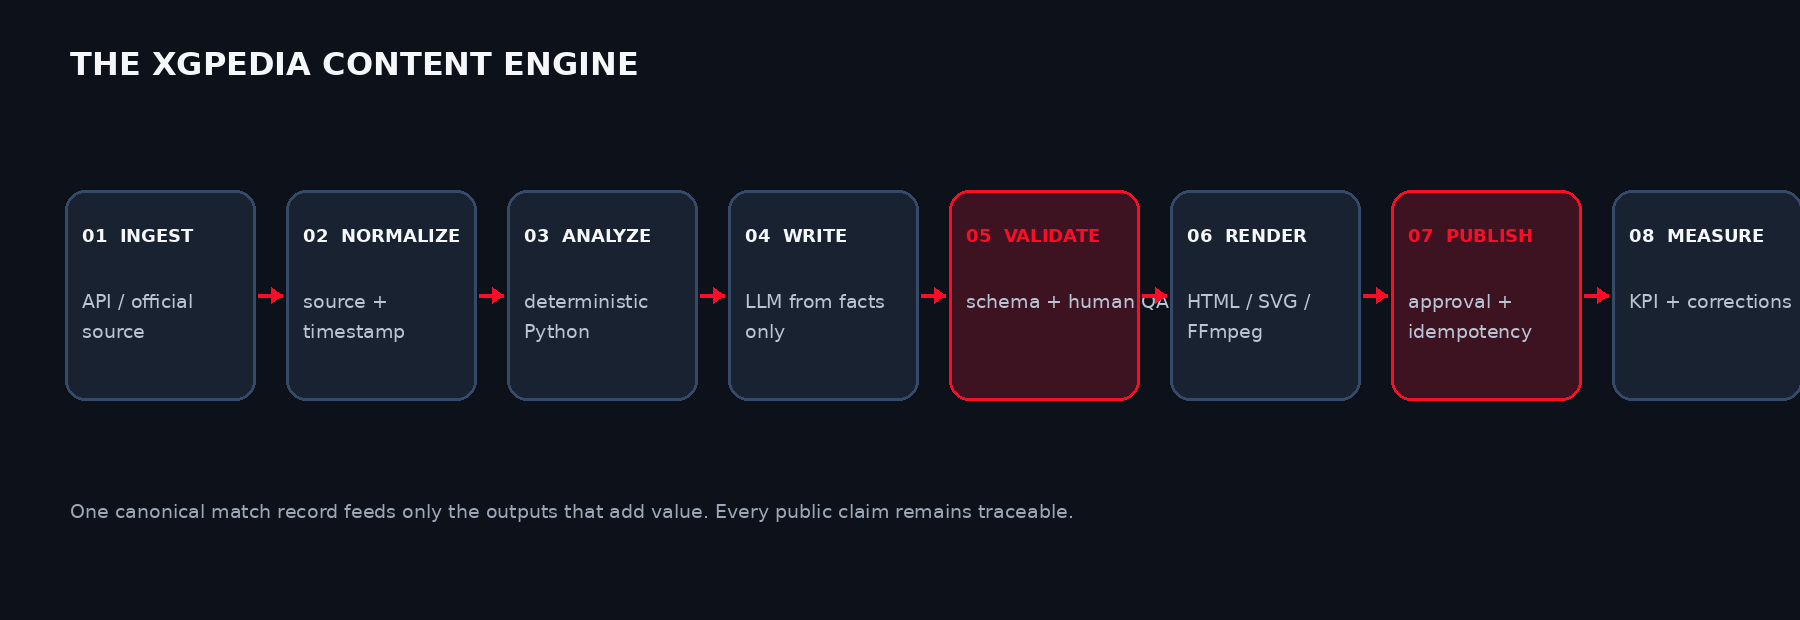 THE XGPEDIA CONTENT ENGINE
01 INGEST
API / official
source
02 NORMALIZE
source +
timestamp
03 ANALYZE
deterministic
Python
04 WRITE
LLM from facts
only
05 VALIDATE
schema + human QA
06 RENDER
HTML / SVG /
FFmpeg
07 PUBLISH
approval +
idempotency
08 MEASURE
KPI + corrections
One canonical match record feeds only the outputs that add value. Every public claim remains traceable.